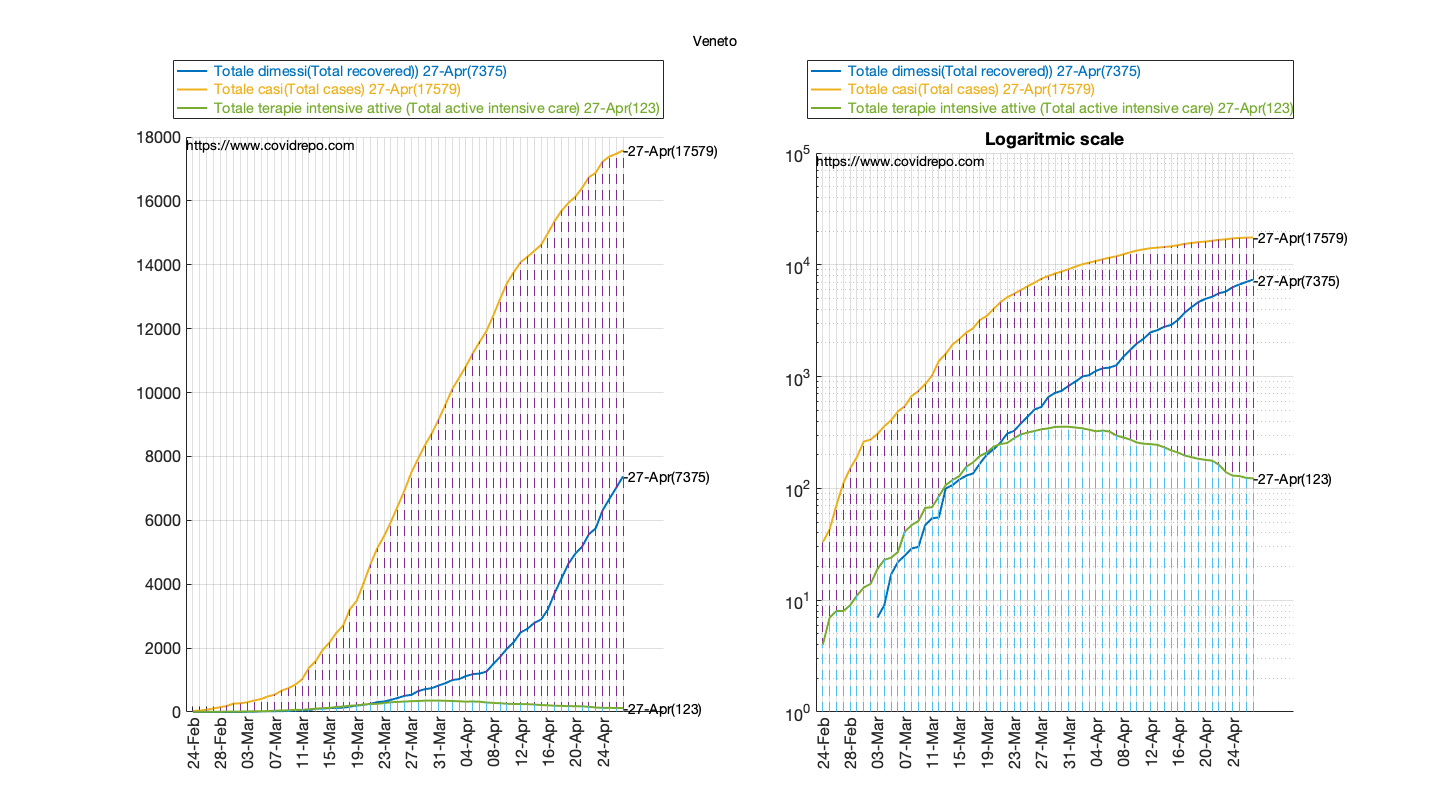 Veneto
Totale dimessi(Total recovered)) 27-Apr(7375)
Totale casi(Total cases) 27-Apr(17579)
Totale terapie intensive attive (Total active intensive care) 27-Apr(123)
https://www.covidrepo.com
18000
16000
14000
12000
10000
8000
6000
4000
2000
0
-27-Apr(17579)
-27-Apr(7375)
-27-Apr(123)
24-Feb
28-Feb
03-Mar
07-Mar
11-Mar
15-Mar
19-Mar
23-Mar
27-Mar
31-Mar
04-Apr
08-Apr
12-Apr
16-Apr
20-Apr
24-Apr
Totale dimessi(Total recovered)) 27-Apr(7375)
Totale casi(Total cases) 27-Apr(17579)
Totale terapie intensive attive (Total active intensive care) 27-Apr(123)
Logaritmic scale
https://www.covidrepo.com
10^5
10^4
10^3
10^2
10^1
10^0
-27-Apr(17579)
-27-Apr(7375)
-27-Apr(123)
24-Feb
28-Feb
03-Mar
07-Mar
11-Mar
15-Mar
19-Mar
23-Mar
27-Mar
31-Mar
04-Apr
08-Apr
12-Apr
16-Apr
20-Apr
24-Apr